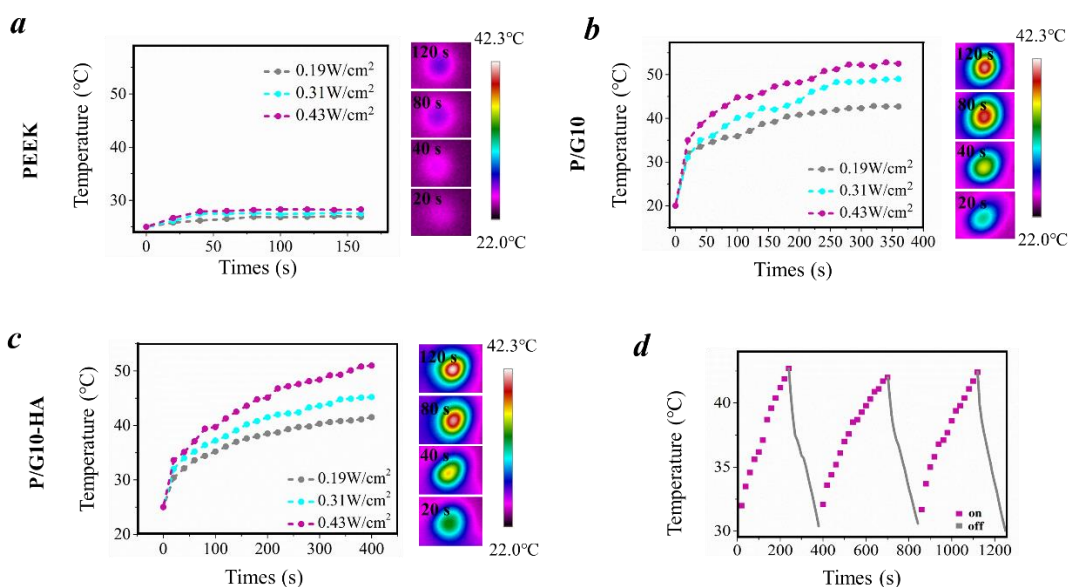 a
PEEK
Temperature (°C)
50
40
30
0.19W/cm²
0.31W/cm²
0.43W/cm²
0
50
100
150
Times (s)
120 s
80 s
40 s
20 s
42.3°C
22.0°C
b
P/G10
Temperature (°C)
50
40
30
20
0.19W/cm²
0.31W/cm²
0.43W/cm²
0 50 100 150 200 250 300 350 400
Times (s)
120 s
80 s
40 s
20 s
42.3°C
22.0°C
c
P/G10-HA
Temperature (°C)
50
40
30
20
0.19W/cm²
0.31W/cm²
0.43W/cm²
0
100
200
300
400
Times (s)
120 s
80 s
40 s
20 s
42.3°C
22.0°C
d
Temperature (°C)
40
35
30
on
off
0 200 400 600 800 1000 1200
Times (s)